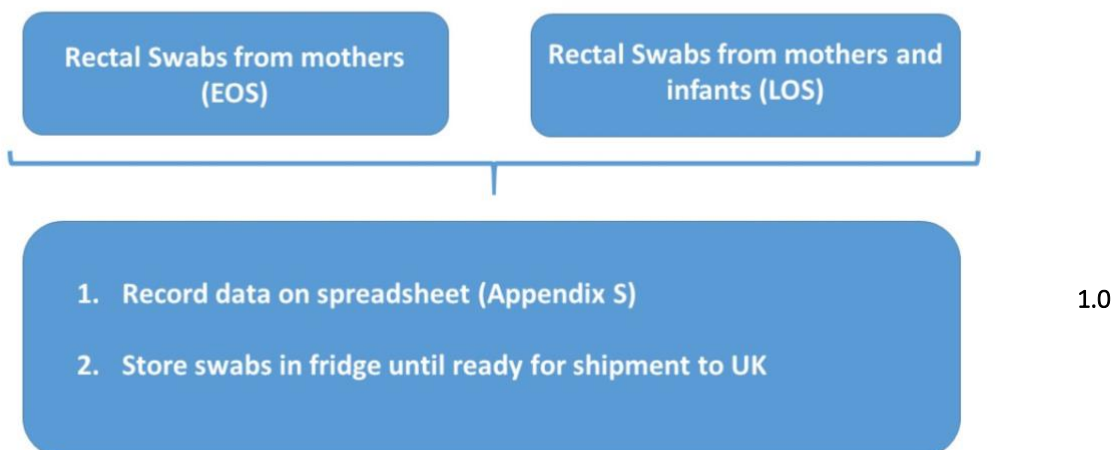 Rectal Swabs from mothers
(EOS)
Rectal Swabs from mothers and
infants (LOS)
1. Record data on spreadsheet (Appendix S)
1.0
2. Store swabs in fridge until ready for shipment to UK